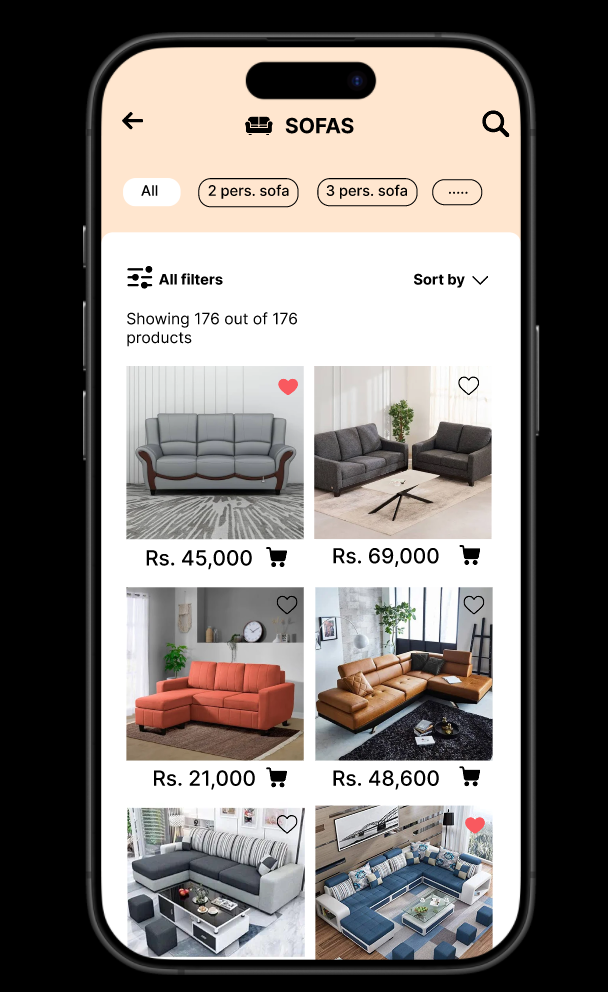 SOFAS
All
2 pers. sofa
3 pers. sofa
.....
All filters
Sort by
Showing 176 out of 176
products
Rs. 45,000
Rs. 69,000
Rs. 21,000
Rs. 48,600